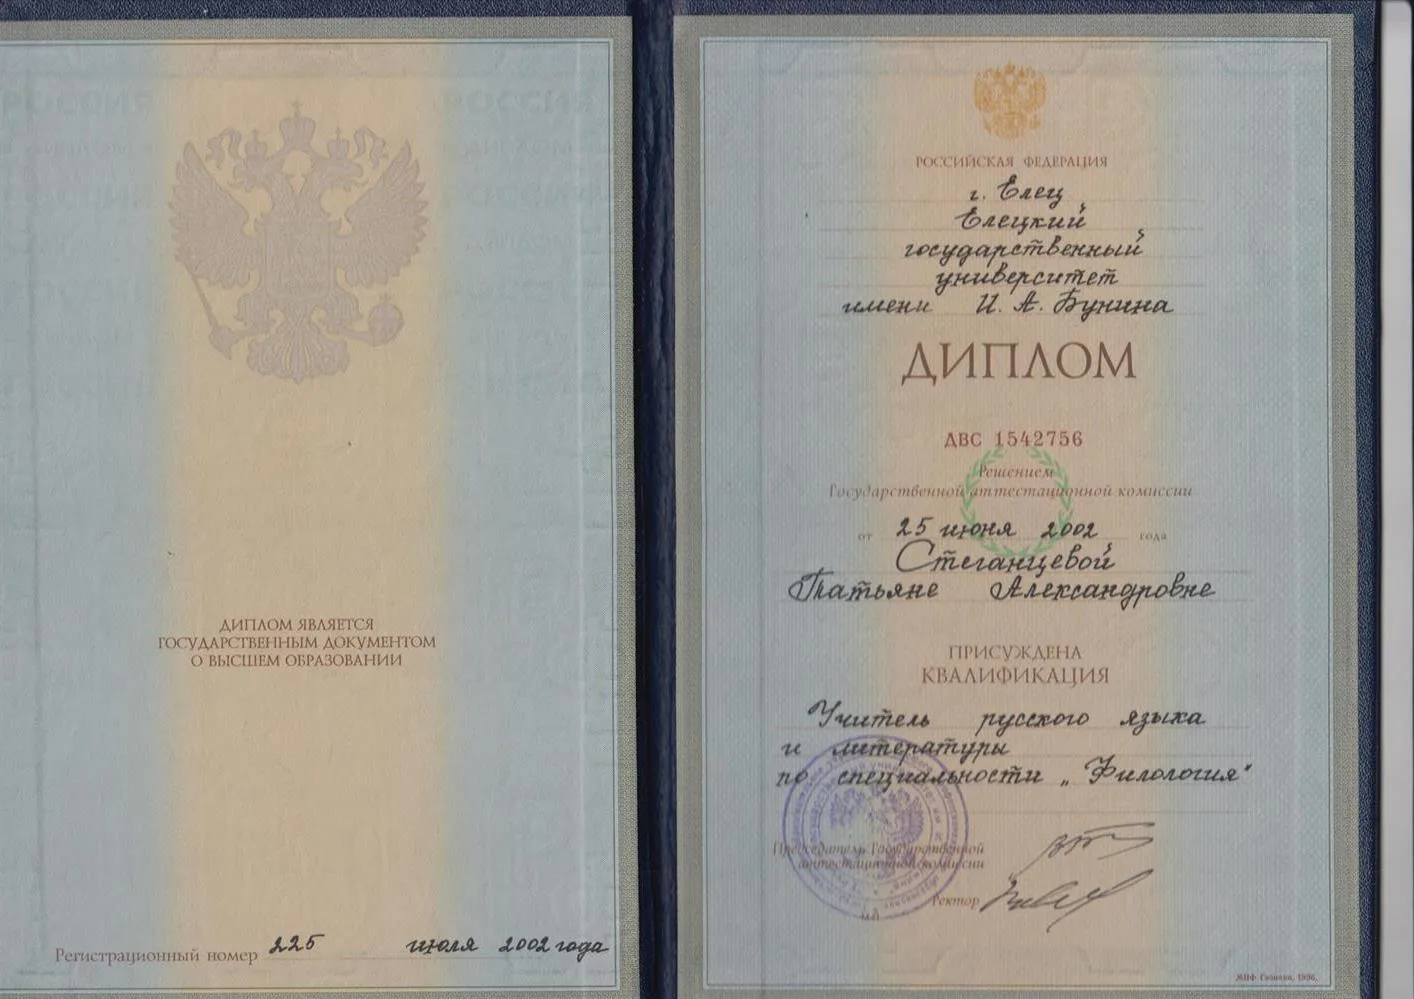 ДИПЛОМ ЯВЛЯЕТСЯ
ГОСУДАРСТВЕННЫМ ДОКУМЕНТОМ
О ВЫСШЕМ ОБРАЗОВАНИИ
Регистрационный номер 225 июля 2002 года
РОССИЙСКАЯ ФЕДЕРАЦИЯ
г. Елец
Елецкий
государственный
университет
имени И. А. Бунина
ДИПЛОМ
ДВС 1542756
Решением
Государственной аттестационной комиссии
от 25 июня 2002 года
Стеганцевой
Татьяне Александровне
ПРИСУЖДЕНА
КВАЛИФИКАЦИЯ
Учитель русского языка
и литературы
по специальности „Филология"
Председатель Государственной
аттестационной комиссии
Ректор